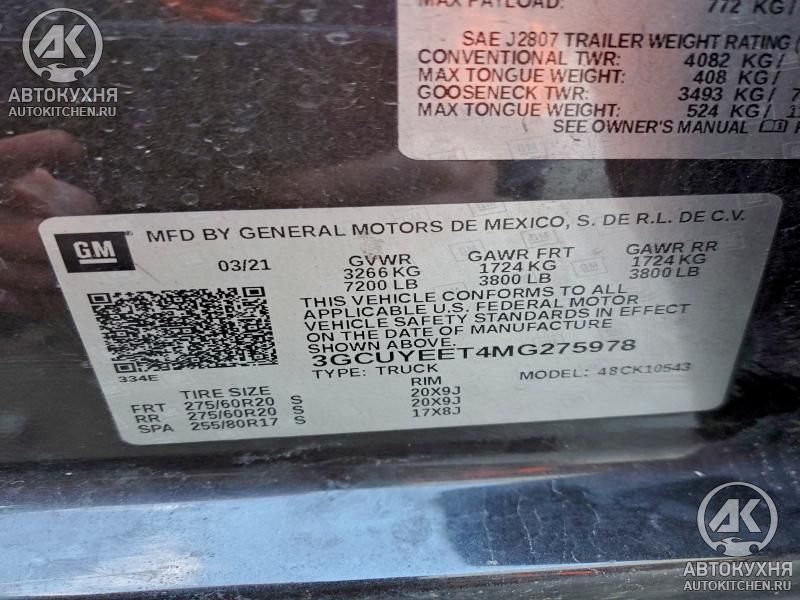 MAX PAYLOAD: 772 KG/
SAE J2807 TRAILER WEIGHT RATING (
CONVENTIONAL TWR: 4082 KG/
MAX TONGUE WEIGHT: 408 KG/
GOOSENECK TWR: 3493 KG/ 7
MAX TONGUE WEIGHT: 524 KG/ 1
SEE OWNER'S MANUAL
AK
АВТОКУХНЯ
AUTOKITCHEN.RU
GM
MFD BY GENERAL MOTORS DE MEXICO, S. DE R.L. DE C.V.
03/21 GVWR GAWR FRT GAWR RR
3266 KG 1724 KG 1724 KG
7200 LB 3800 LB 3800 LB
THIS VEHICLE CONFORMS TO ALL
APPLICABLE U.S. FEDERAL MOTOR
VEHICLE SAFETY STANDARDS IN EFFECT
ON THE DATE OF MANUFACTURE
SHOWN ABOVE.
3GCUYEET4MG275978
334E
TYPE: TRUCK MODEL: 48CK10543
TIRE SIZE RIM
FRT 275/60R20 S 20X9J
RR 275/60R20 S 20X9J
SPA 255/80R17 S 17X8J
AK
АВТОКУХНЯ
AUTOKITCHEN.RU